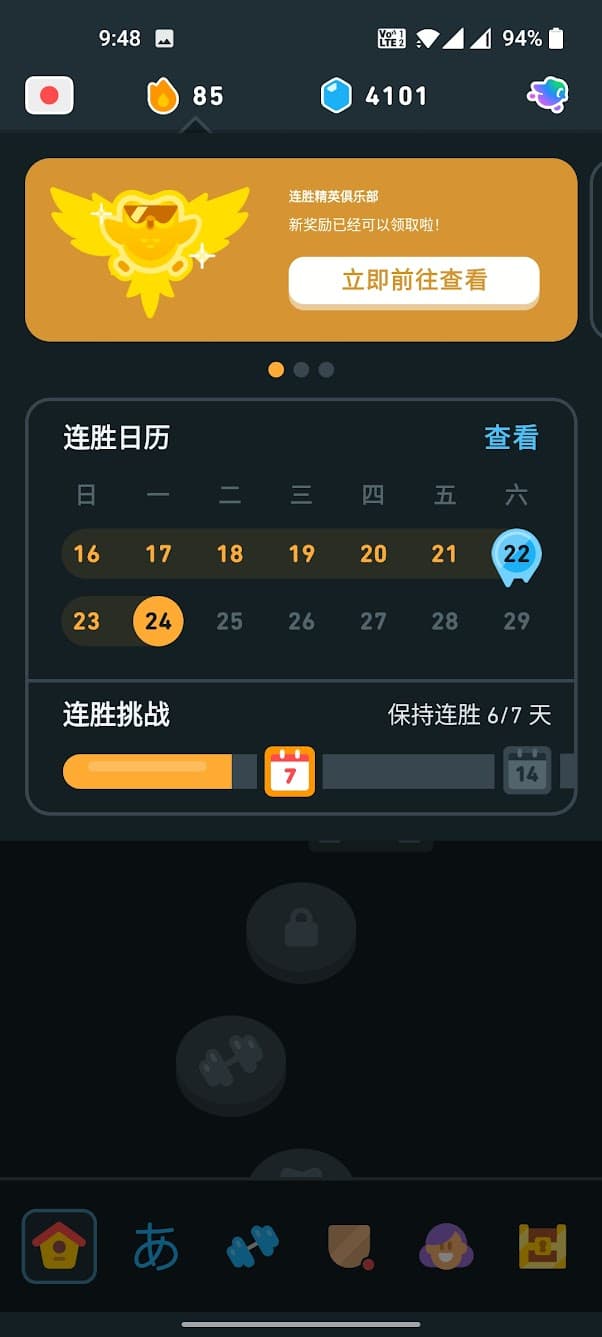 9:48 Vo 1 LTE 2 94%
85 4101
连胜精英俱乐部
新奖励已经可以领取啦！
立即前往查看
连胜日历 查看
日 一 二 三 四 五 六
16 17 18 19 20 21 22
23 24 25 26 27 28 29
连胜挑战 保持连胜 6/7 天
7 14
あ